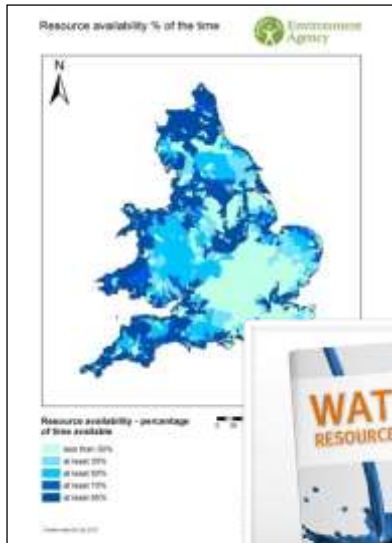 Resource availability % of the time
Environment
Agency
N
Resource availability - percentage
of time available
less than 30%
at least 30%
at least 50%
at least 70%
at least 95%
WAT
RESOURCE